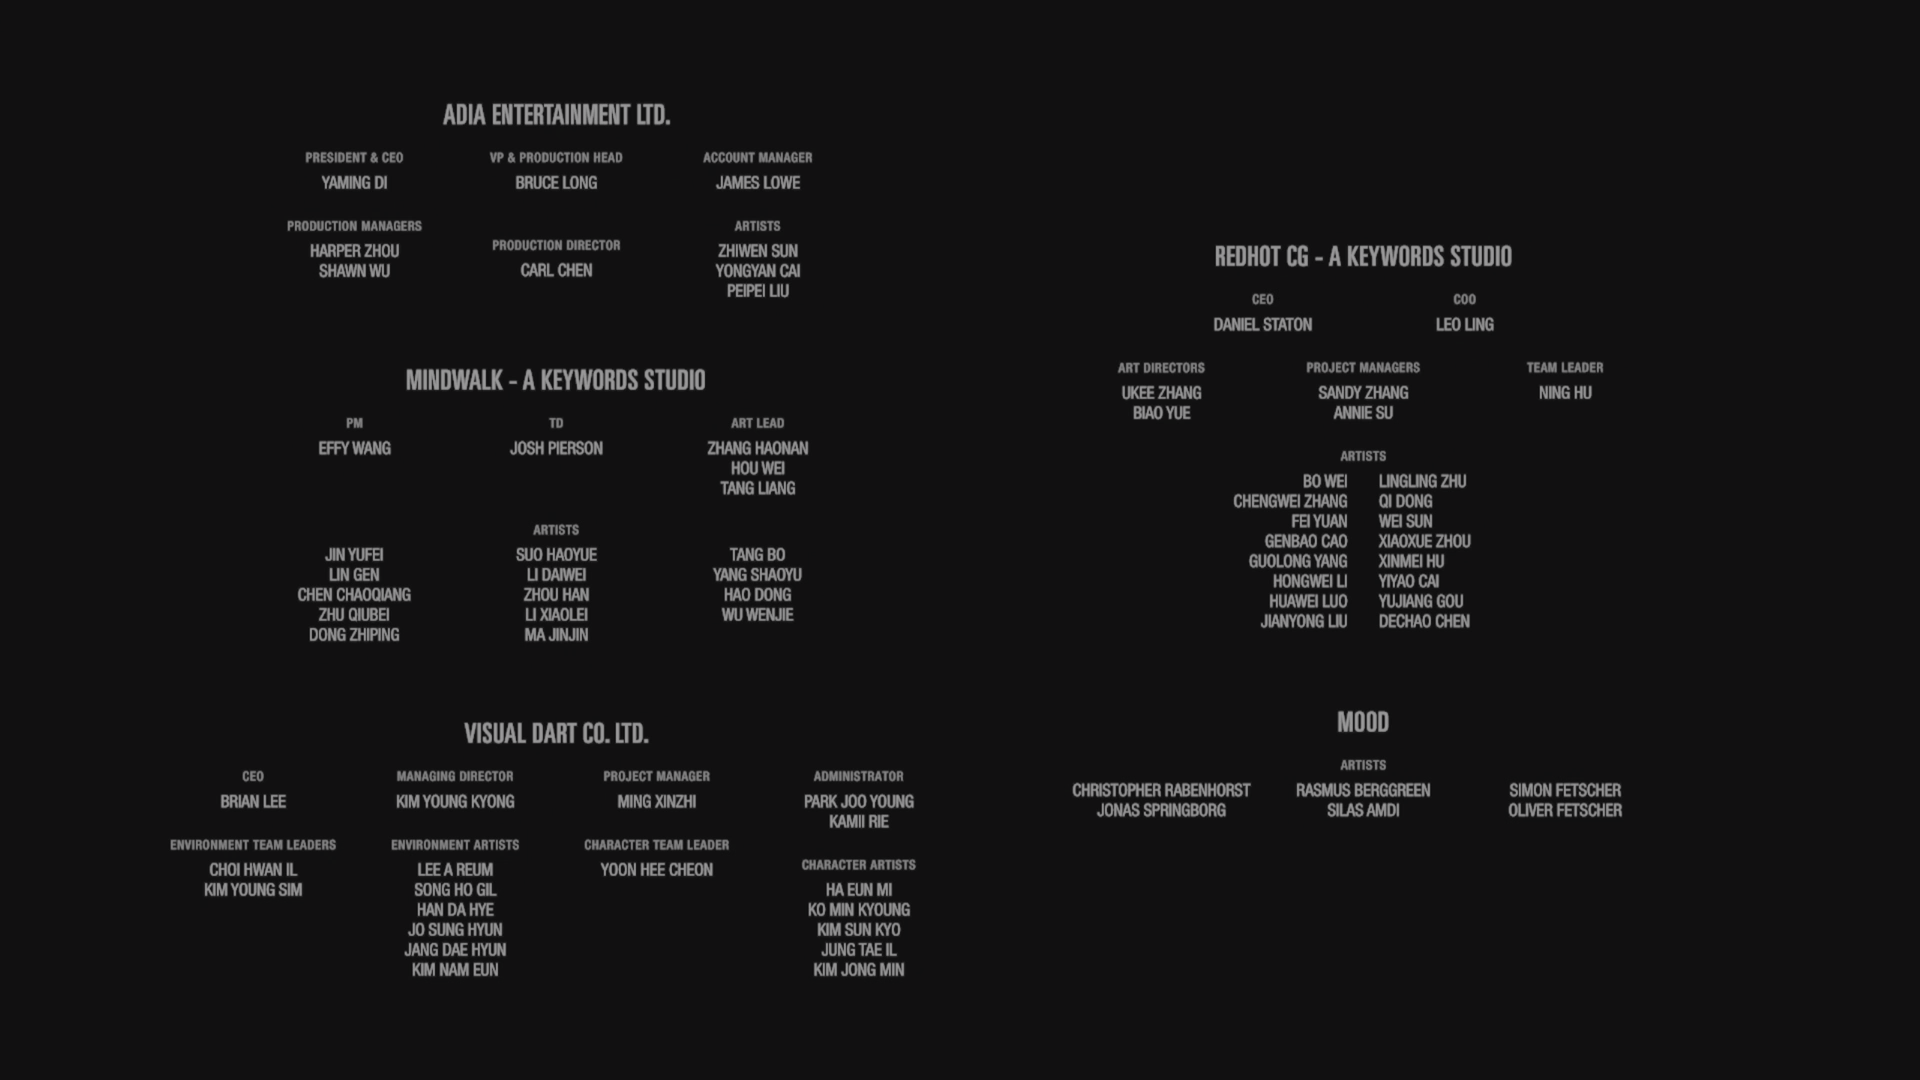 ADIA ENTERTAINMENT LTD.
PRESIDENT & CEO
YAMING DI
VP & PRODUCTION HEAD
BRUCE LONG
ACCOUNT MANAGER
JAMES LOWE
PRODUCTION MANAGERS
HARPER ZHOU
SHAWN WU
PRODUCTION DIRECTOR
CARL CHEN
ARTISTS
ZHIWEN SUN
YONGYAN CAI
PEIPEI LIU
MINDWALK - A KEYWORDS STUDIO
PM
EFFY WANG
TD
JOSH PIERSON
ART LEAD
ZHANG HAONAN
HOU WEI
TANG LIANG
ARTISTS
JIN YUFEI
LIN GEN
CHEN CHAOQIANG
ZHU QIUBEI
DONG ZHIPING
SUO HAOYUE
LI DAIWEI
ZHOU HAN
LI XIAOLEI
MA JINJIN
TANG BO
YANG SHAOYU
HAO DONG
WU WENJIE
VISUAL DART CO. LTD.
CEO
BRIAN LEE
MANAGING DIRECTOR
KIM YOUNG KYONG
PROJECT MANAGER
MING XINZHI
ADMINISTRATOR
PARK JOO YOUNG
KAMII RIE
ENVIRONMENT TEAM LEADERS
CHOI HWAN IL
KIM YOUNG SIM
ENVIRONMENT ARTISTS
LEE A REUM
SONG HO GIL
HAN DA HYE
JO SUNG HYUN
JANG DAE HYUN
KIM NAM EUN
CHARACTER TEAM LEADER
YOON HEE CHEON
CHARACTER ARTISTS
HA EUN MI
KO MIN KYOUNG
KIM SUN KYO
JUNG TAE IL
KIM JONG MIN
REDHOT CG - A KEYWORDS STUDIO
CEO
DANIEL STATON
COO
LEO LING
ART DIRECTORS
UKEE ZHANG
BIAO YUE
PROJECT MANAGERS
SANDY ZHANG
ANNIE SU
TEAM LEADER
NING HU
ARTISTS
BO WEI
CHENGWEI ZHANG
FEI YUAN
GENBAO CAO
GUOLONG YANG
HONGWEI LI
HUAWEI LUO
JIANYONG LIU
LINGLING ZHU
QI DONG
WEI SUN
XIAOXUE ZHOU
XINMEI HU
YIYAO CAI
YUJIANG GOU
DECHAO CHEN
MOOD
ARTISTS
CHRISTOPHER RABENHORST
JONAS SPRINGBORG
RASMUS BERGGREEN
SILAS AMDI
SIMON FETSCHER
OLIVER FETSCHER